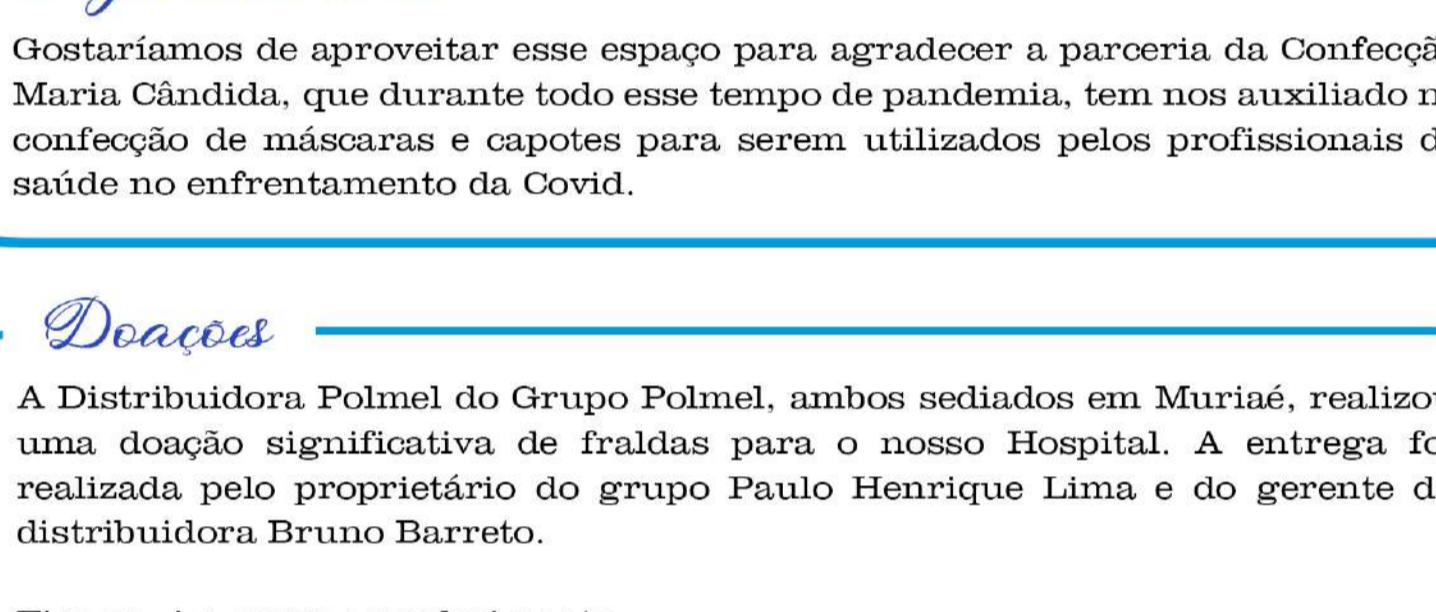 Gostaríamos de aproveitar esse espaço para agradecer a parceria da Confecçã
Maria Cândida, que durante todo esse tempo de pandemia, tem nos auxiliado n
confecção de máscaras e capotes para serem utilizados pelos profissionais d
saúde no enfrentamento da Covid.
Doações
A Distribuidora Polmel do Grupo Polmel, ambos sediados em Muriaé, realizou
uma doação significativa de fraldas para o nosso Hospital. A entrega fo
realizada pelo proprietário do grupo Paulo Henrique Lima e do gerente d
distribuidora Bruno Barreto.